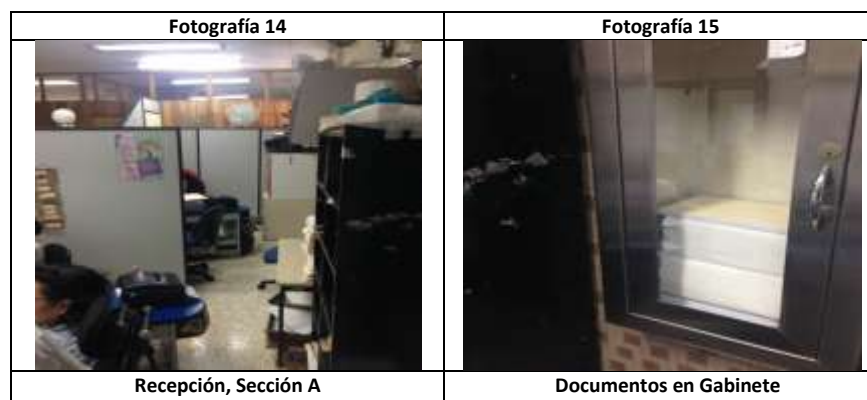 Fotografía 14
Fotografía 15
Recepción, Sección A
Documentos en Gabinete